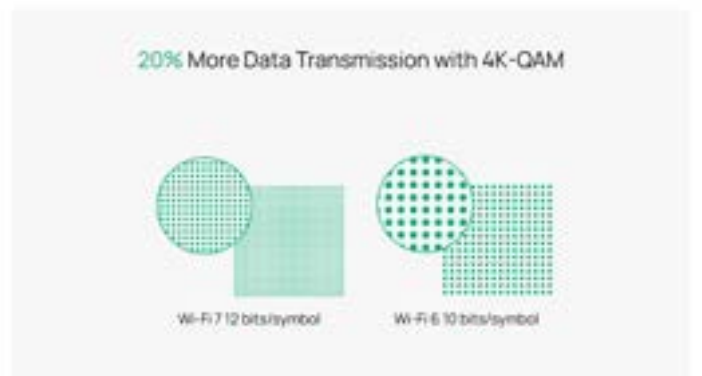 20% More Data Transmission with 4K-QAM
Wi-Fi 7 12 bits/symbol
Wi-Fi 6 10 bits/symbol